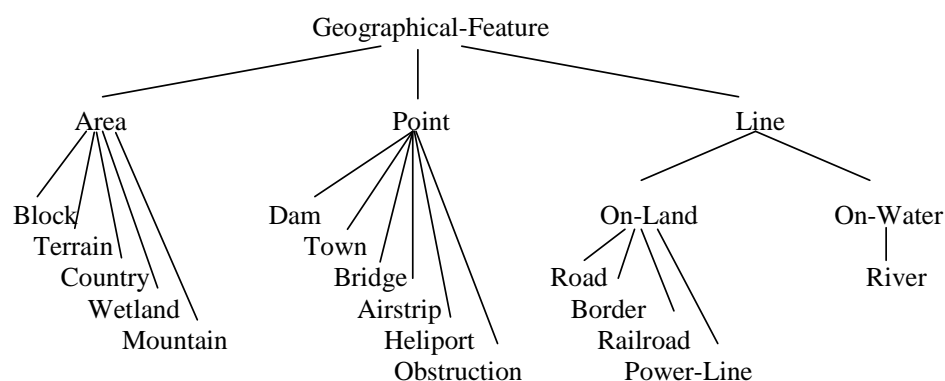 Geographical-Feature
Area Point Line
Block Dam On-Land On-Water
Terrain Town
Country Bridge Road River
Wetland Airstrip Border
Mountain Heliport Railroad
Obstruction Power-Line